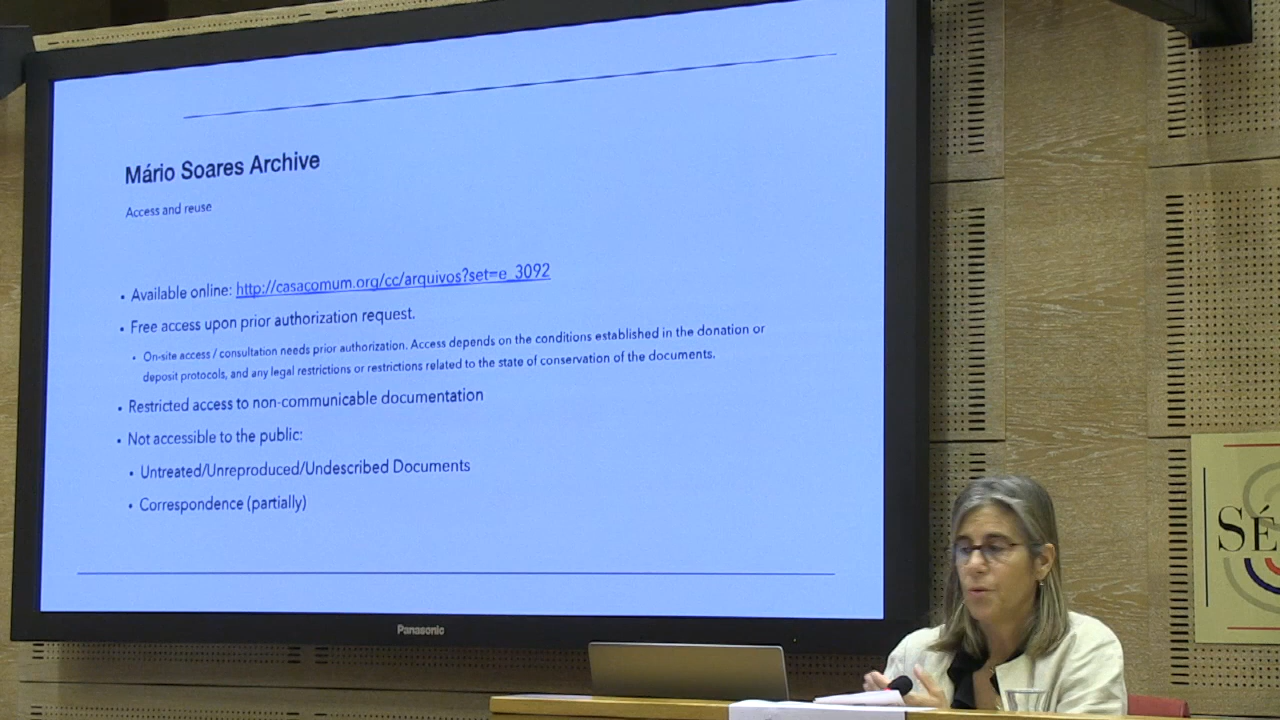 Mário Soares Archive
Access and reuse
• Available online: http://casacomum.org/cc/arquivos?set=e_3092
• Free access upon prior authorization request.
• On-site access / consultation needs prior authorization. Access depends on the conditions established in the donation or
deposit protocols, and any legal restrictions or restrictions related to the state of conservation of the documents.
• Restricted access to non-communicable documentation
• Not accessible to the public:
• Untreated/Unreproduced/Undescribed Documents
• Correspondence (partially)
Panasonic
SÉ